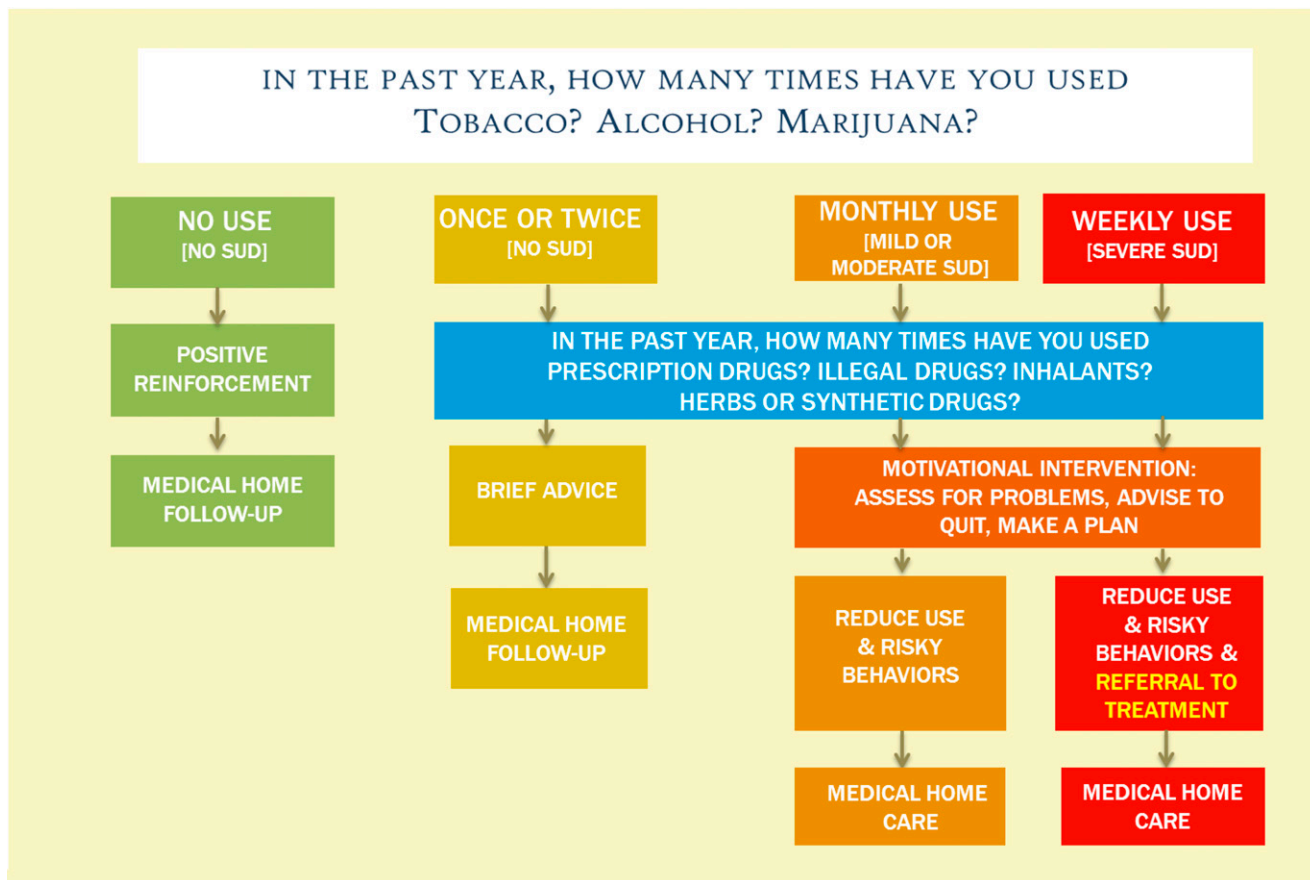 IN THE PAST YEAR, HOW MANY TIMES HAVE YOU USED
TOBACCO? ALCOHOL? MARIJUANA?
NO USE
[NO SUD]
ONCE OR TWICE
[NO SUD]
MONTHLY USE
[MILD OR
MODERATE SUD]
WEEKLY USE
[SEVERE SUD]
POSITIVE
REINFORCEMENT
IN THE PAST YEAR, HOW MANY TIMES HAVE YOU USED
PRESCRIPTION DRUGS? ILLEGAL DRUGS? INHALANTS?
HERBS OR SYNTHETIC DRUGS?
MEDICAL HOME
FOLLOW-UP
BRIEF ADVICE
MOTIVATIONAL INTERVENTION:
ASSESS FOR PROBLEMS, ADVISE TO
QUIT, MAKE A PLAN
MEDICAL HOME
FOLLOW-UP
REDUCE USE
& RISKY
BEHAVIORS
REDUCE USE
& RISKY
BEHAVIORS &
REFERRAL TO
TREATMENT
MEDICAL HOME
CARE
MEDICAL HOME
CARE